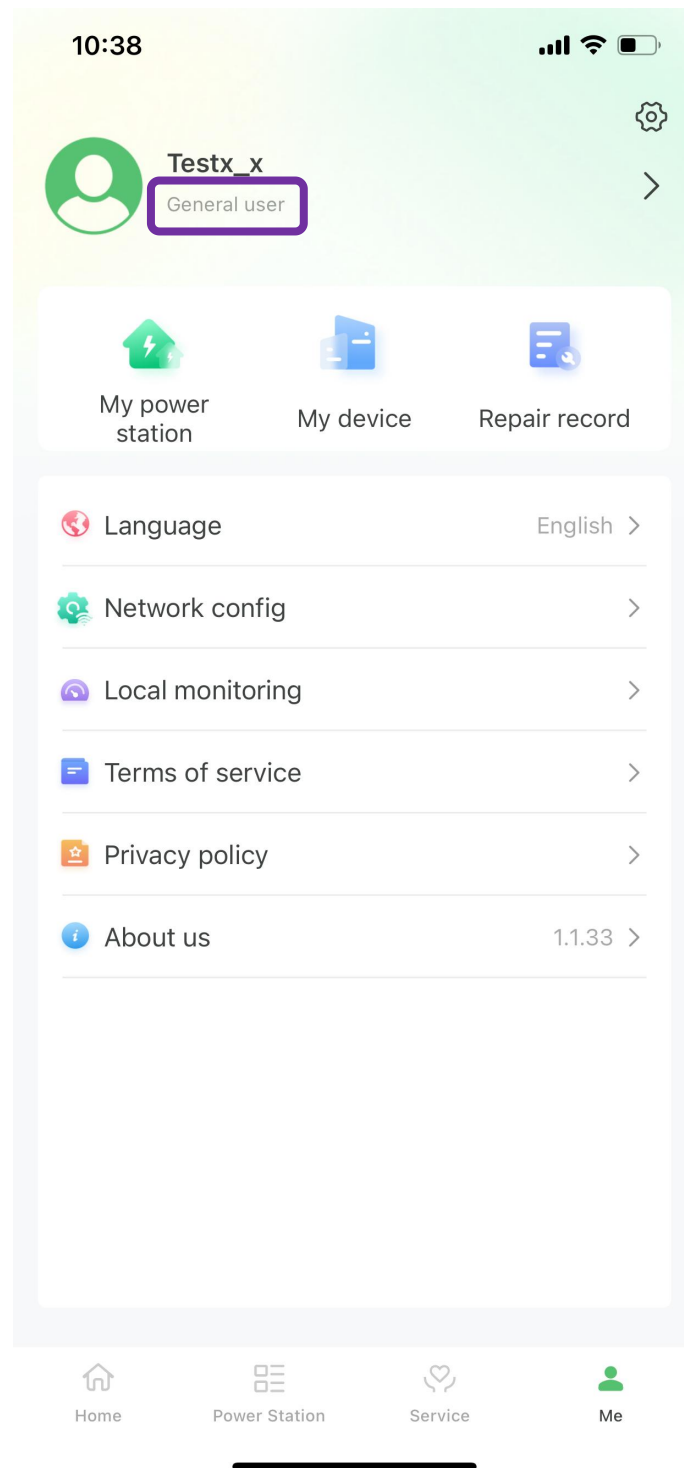 10:38
Testx_x
General user
My power
station
My device
Repair record
Language
English
Network config
Local monitoring
Terms of service
Privacy policy
About us
1.1.33
Home
Power Station
Service
Me